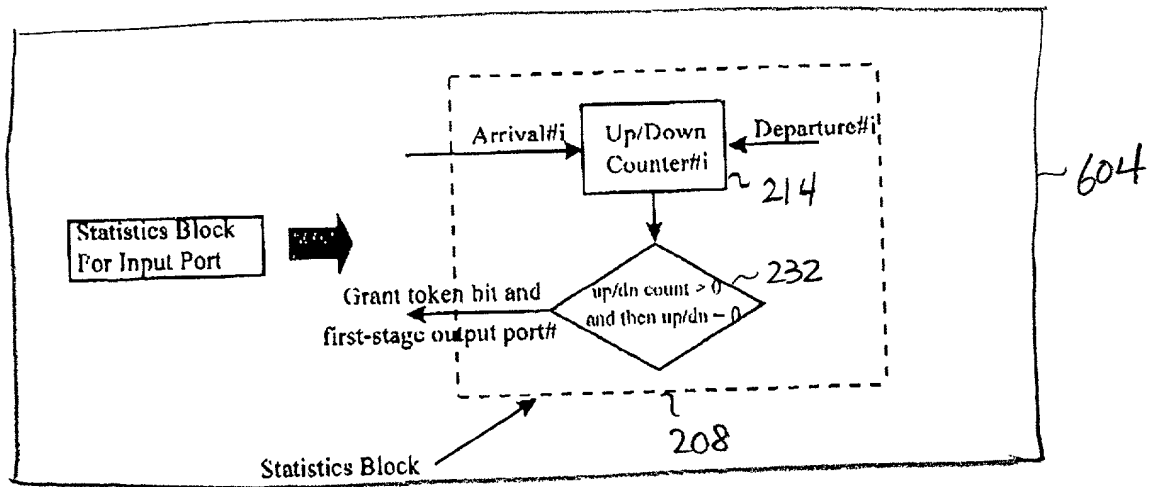 Arrival#i
Up/Down
Counter#i
Departure#i
214
604
Statistics Block
For Input Port
232
up/dn count > 0
and then up/dn = 0
Grant token bit and
first-stage output port#
208
Statistics Block